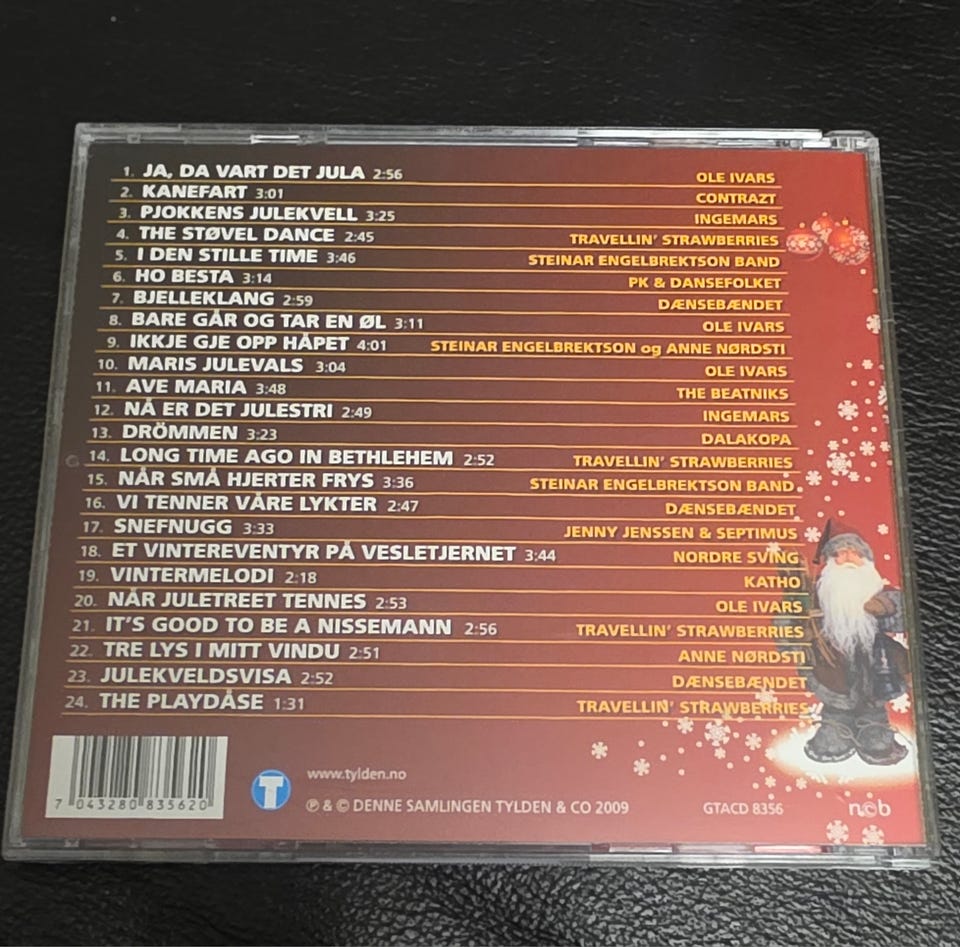 1. JA, DA VART DET JULA 2:56 OLE IVARS
2. KANEFART 3:01 CONTRAZT
3. PJOKKENS JULEKVELL 3:25 INGEMARS
4. THE STØVEL DANCE 2:45 TRAVELLIN' STRAWBERRIES
5. I DEN STILLE TIME 3:46 STEINAR ENGELBREKTSON BAND
6. HO BESTA 3:14 PK & DANSEFOLKET
7. BJELLEKLANG 2:59 DÆNSEBÆNDET
8. BARE GÅR OG TAR EN ØL 3:11 OLE IVARS
9. IKKJE GJE OPP HÅPET 4:01 STEINAR ENGELBREKTSON og ANNE NØRDSTI
10. MARIS JULEVALS 3:04 OLE IVARS
11. AVE MARIA 3:48 THE BEATNIKS
12. NÅ ER DET JULESTRI 2:49 INGEMARS
13. DRÖMMEN 3:23 DALAKOPA
14. LONG TIME AGO IN BETHLEHEM 2:52 TRAVELLIN' STRAWBERRIES
15. NÅR SMÅ HJERTER FRYS 3:36 STEINAR ENGELBREKTSON BAND
16. VI TENNER VÅRE LYKTER 2:47 DÆNSEBÆNDET
17. SNEFNUGG 3:33 JENNY JENSSEN & SEPTIMUS
18. ET VINTEREVENTYR PÅ VESLETJERNET 3:44 NORDRE SVING
19. VINTERMELODI 2:18 KATHO
20. NÅR JULETREET TENNES 2:53 OLE IVARS
21. IT'S GOOD TO BE A NISSEMANN 2:56 TRAVELLIN' STRAWBERRIES
22. TRE LYS I MITT VINDU 2:51 ANNE NØRDSTI
23. JULEKVELDSVISA 2:52 DÆNSEBÆNDET
24. THE PLAYDÅSE 1:31 TRAVELLIN' STRAWBERRIES
7 043280 835620
T
www.tylden.no
℗ & © DENNE SAMLINGEN TYLDEN & CO 2009
GTACD 8356
n©b